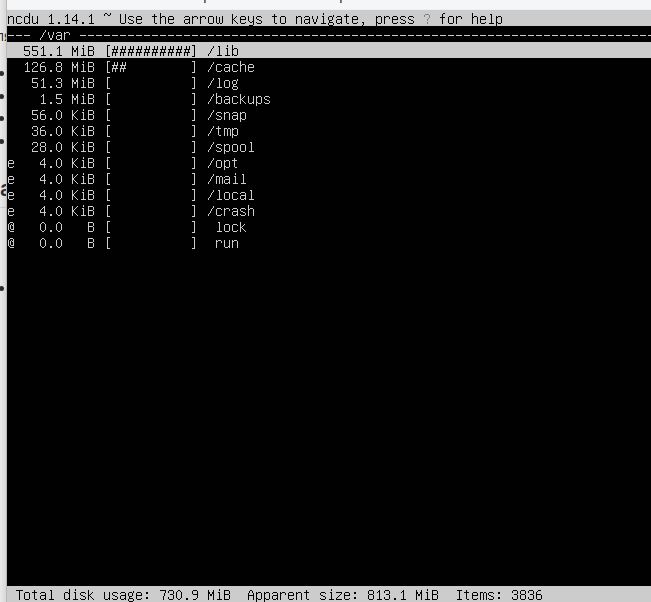 ncdu 1.14.1 ~ Use the arrow keys to navigate, press ? for help
--- /var -----------------------------------------------------------------------
  551.1 MiB [##########] /lib
  126.8 MiB [##        ] /cache
   51.3 MiB [          ] /log
    1.5 MiB [          ] /backups
   56.0 KiB [          ] /snap
   36.0 KiB [          ] /tmp
   28.0 KiB [          ] /spool
e   4.0 KiB [          ] /opt
e   4.0 KiB [          ] /mail
e   4.0 KiB [          ] /local
e   4.0 KiB [          ] /crash
@   0.0   B [          ]  lock
@   0.0   B [          ]  run
Total disk usage: 730.9 MiB  Apparent size: 813.1 MiB  Items: 3836